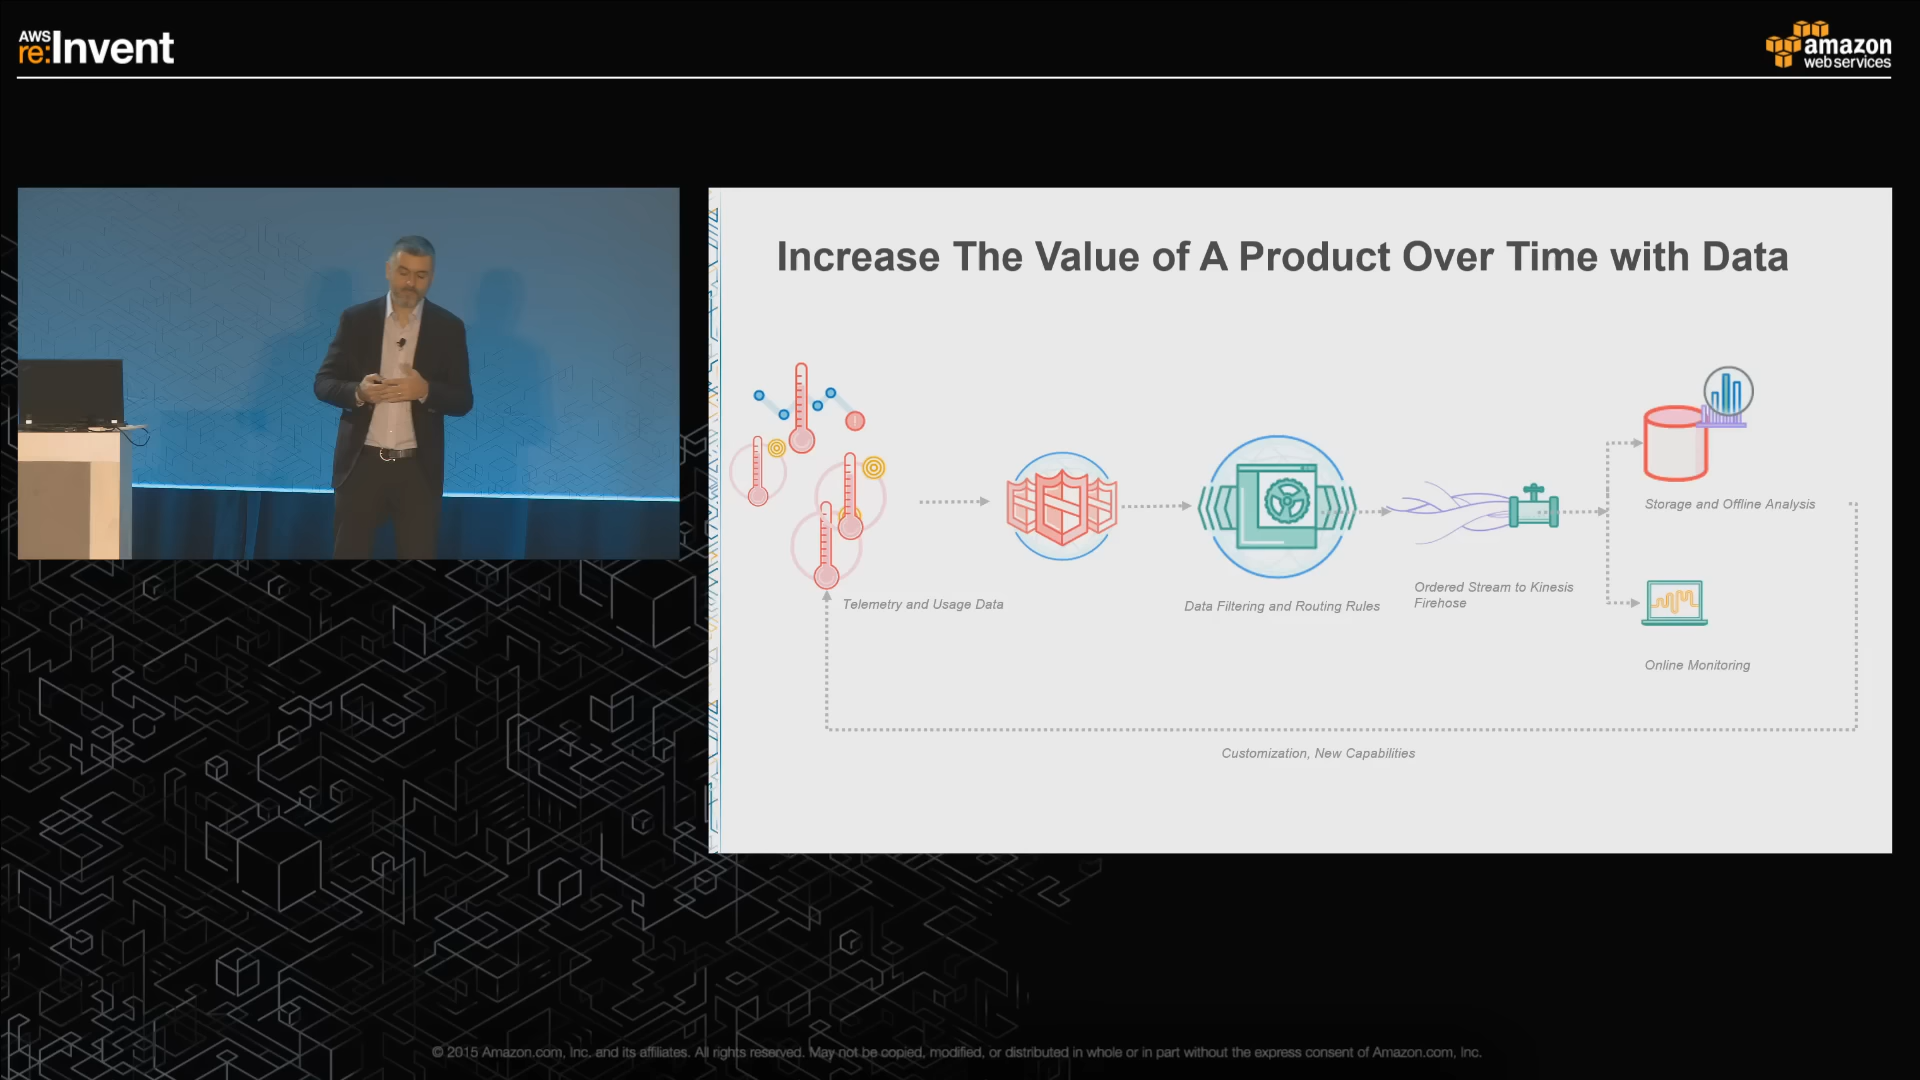 AWS
re:Invent
amazon
web services
Increase The Value of A Product Over Time with Data
Telemetry and Usage Data
Data Filtering and Routing Rules
Ordered Stream to Kinesis
Firehose
Storage and Offline Analysis
Online Monitoring
Customization, New Capabilities
© 2015 Amazon.com, Inc. and its affiliates. All rights reserved. May not be copied, modified, or distributed in whole or in part without the express consent of Amazon.com, Inc.